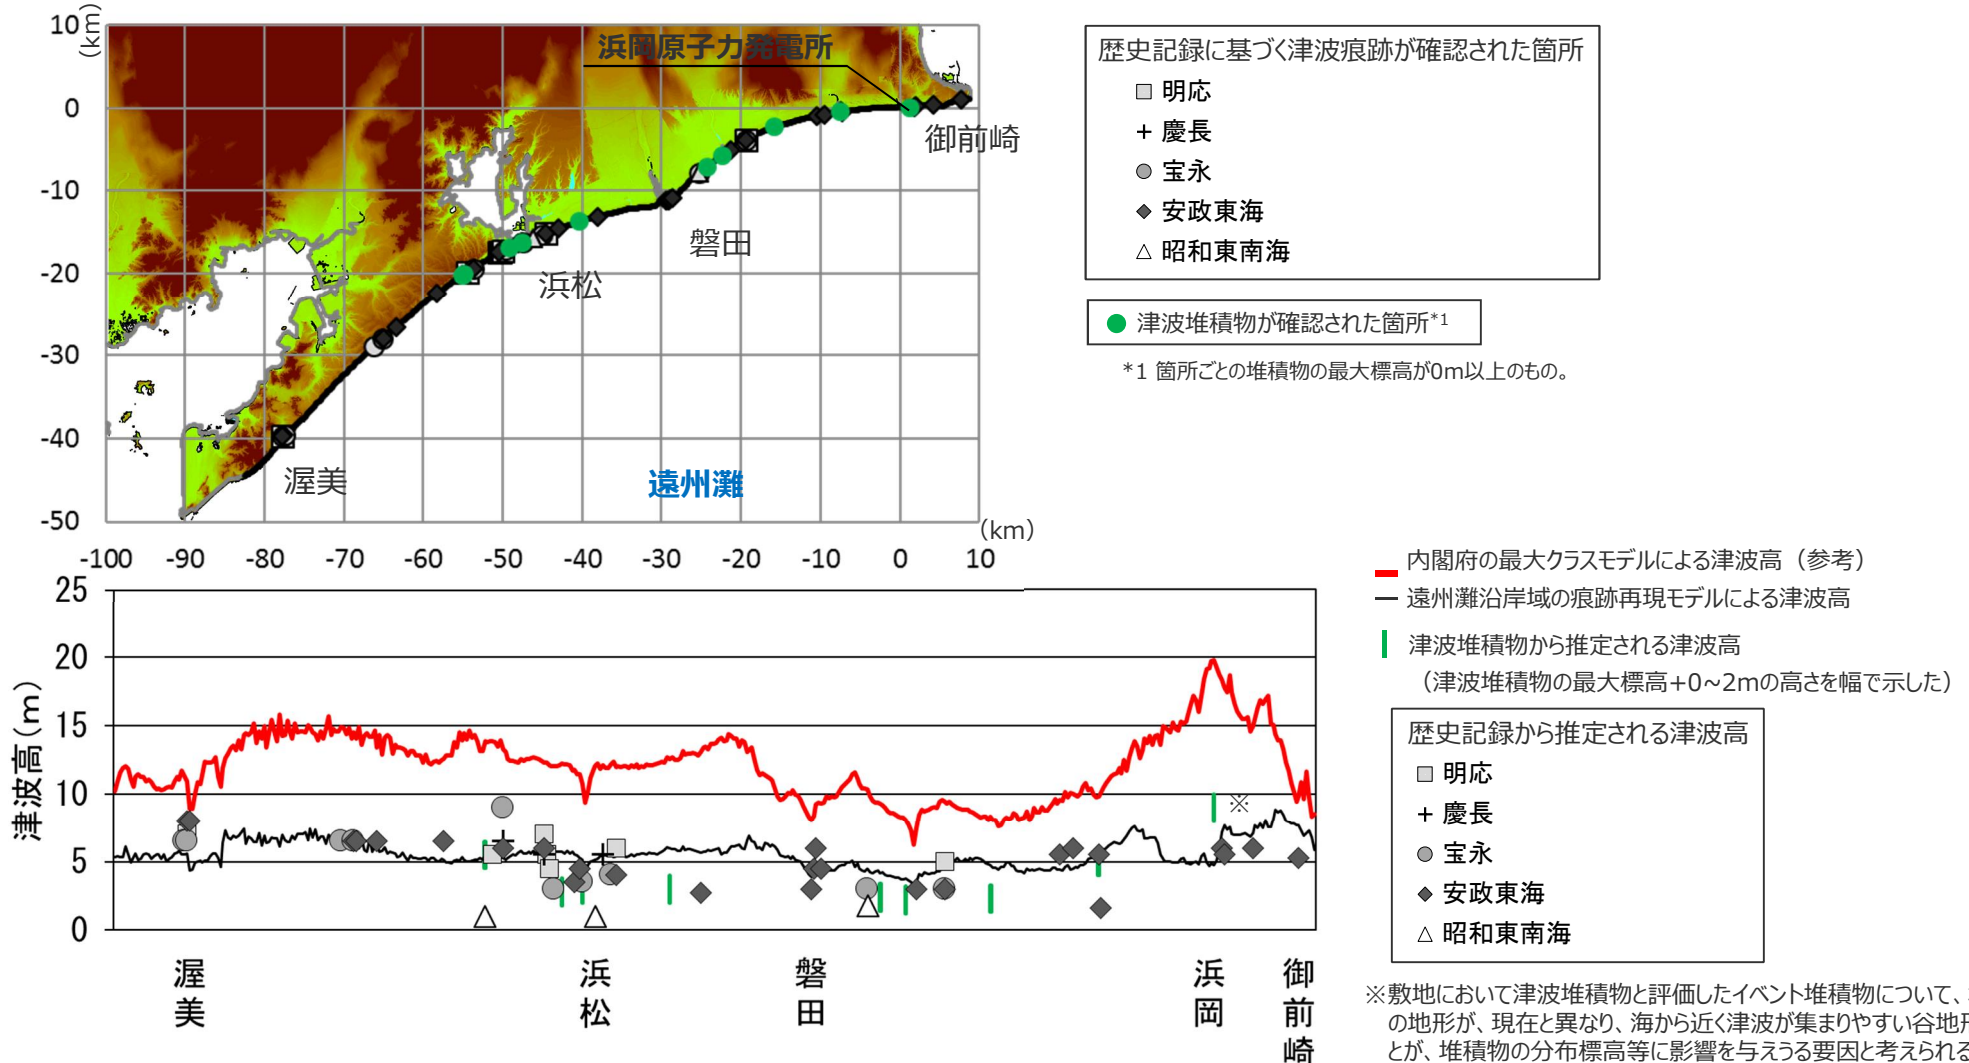 10
(km)
0
-10
-20
-30
-40
-50
浜岡原子力発電所
御前崎
磐田
浜松
渥美
遠州灘
(km)
-100 -90 -80 -70 -60 -50 -40 -30 -20 -10 0 10
歴史記録に基づく津波痕跡が確認された箇所
□ 明応
+ 慶長
● 宝永
◆ 安政東海
△ 昭和東南海
● 津波堆積物が確認された箇所*1
*1 箇所ごとの堆積物の最大標高が0m以上のもの。
津波高(m)
25
20
15
10
5
0
※
渥美
浜松
磐田
浜岡
御前崎
内閣府の最大クラスモデルによる津波高（参考）
遠州灘沿岸域の痕跡再現モデルによる津波高
津波堆積物から推定される津波高
（津波堆積物の最大標高+0~2mの高さを幅で示した）
歴史記録から推定される津波高
□ 明応
+ 慶長
● 宝永
◆ 安政東海
△ 昭和東南海
※敷地において津波堆積物と評価したイベント堆積物について、
の地形が、現在と異なり、海から近く津波が集まりやすい谷地形
とが、堆積物の分布標高等に影響を与えうる要因と考えられる